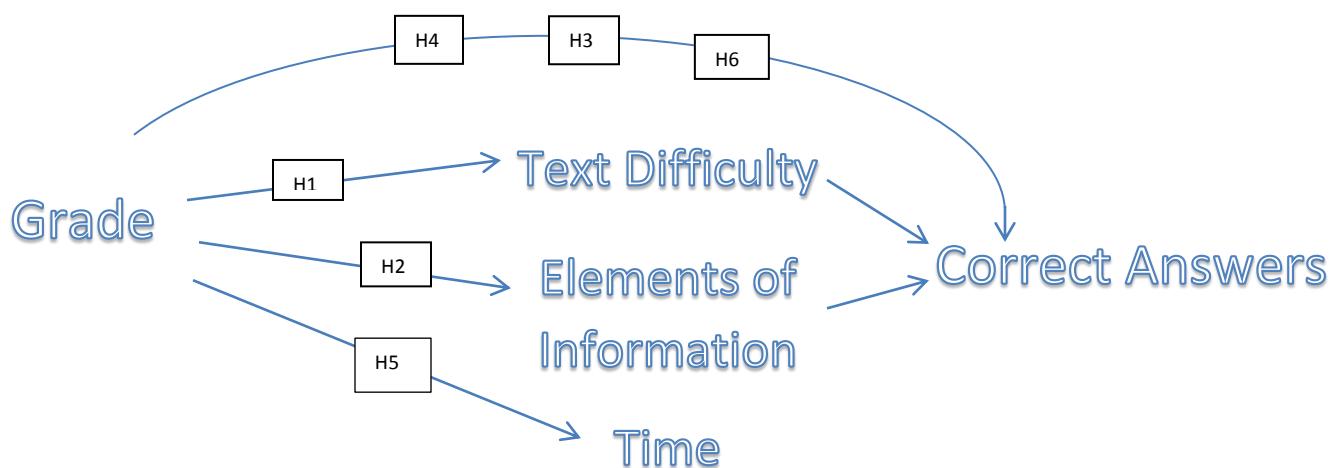 H4
H3
H6
H1
Text Difficulty
Grade
H2
Elements of
Information
Correct Answers
H5
Time